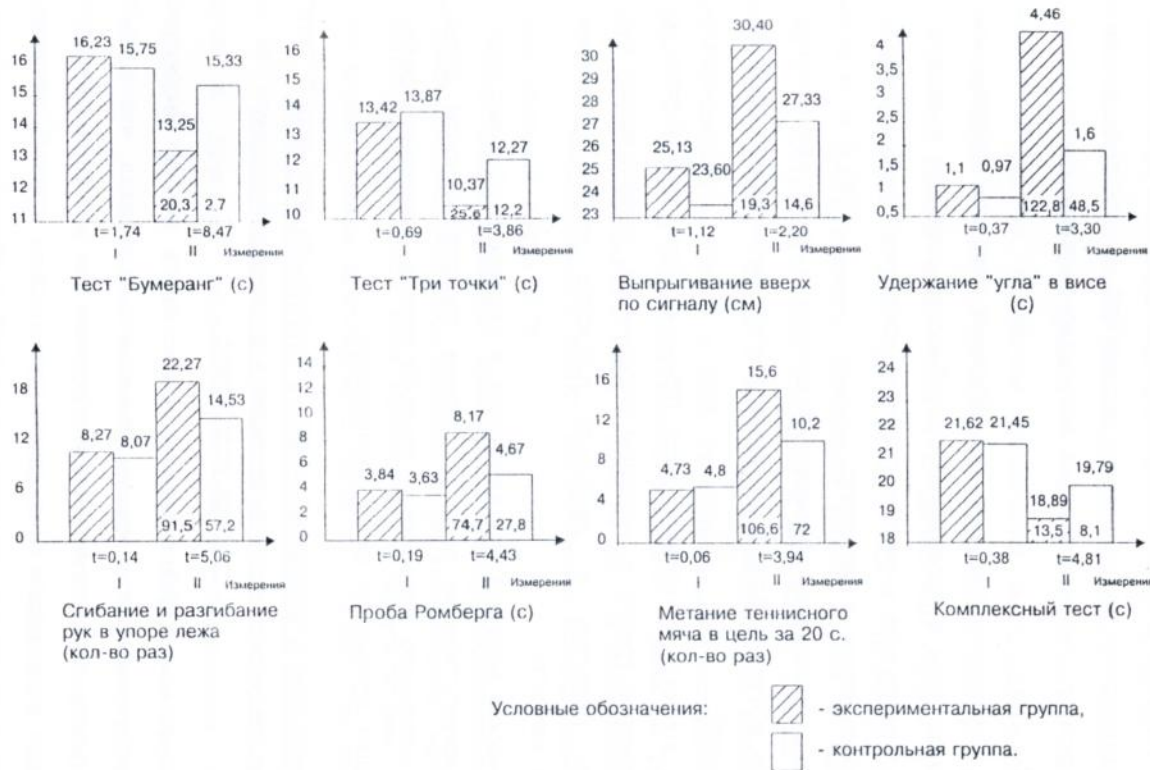 16,23 15,75 15,33
13,25
16
15
14
13
12
11
20,3 2,7
t=1,74 t=8,47
I II Измерения
Тест "Бумеранг" (с)
16
15
14
13
12
11
10
13,42 13,87
12,27
10,37
25,6 12,2
t=0,69 t=3,86
I II Измерения
Тест "Три точки" (с)
30
29
28
27
26
25
24
23
30,40
27,33
25,13
23,60
19,3 14,6
t=1,12 t=2,20
I II Измерения
Выпрыгивание вверх
по сигналу (см)
4
3,5
3
2,5
2
1,5
1
0,5
4,46
1,6
1,1 0,97
122,8 48,5
t=0,37 t=3,30
I II Измерения
Удержание "угла" в висе
(с)
18
12
6
0
22,27
14,53
8,27 8,07
91,5 57,2
t=0,14 t=5,06
I II Измерения
Сгибание и разгибание
рук в упоре лежа
(кол-во раз)
14
12
10
8
6
4
2
0
8,17
4,67
3,84 3,63
74,7 27,8
t=0,19 t=4,43
I II Измерения
Проба Ромберга (с)
16
12
8
4
0
15,6
10,2
4,73 4,8
106,6 72
t=0,06 t=3,94
I II Измерения
Метание теннисного
мяча в цель за 20 с.
(кол-во раз)
24
23
22
21
20
19
18
21,62 21,45
19,79
18,89
13,5 8,1
t=0,38 t=4,81
I II Измерения
Комплексный тест (с)
Условные обозначения:
- экспериментальная группа,
- контрольная группа.